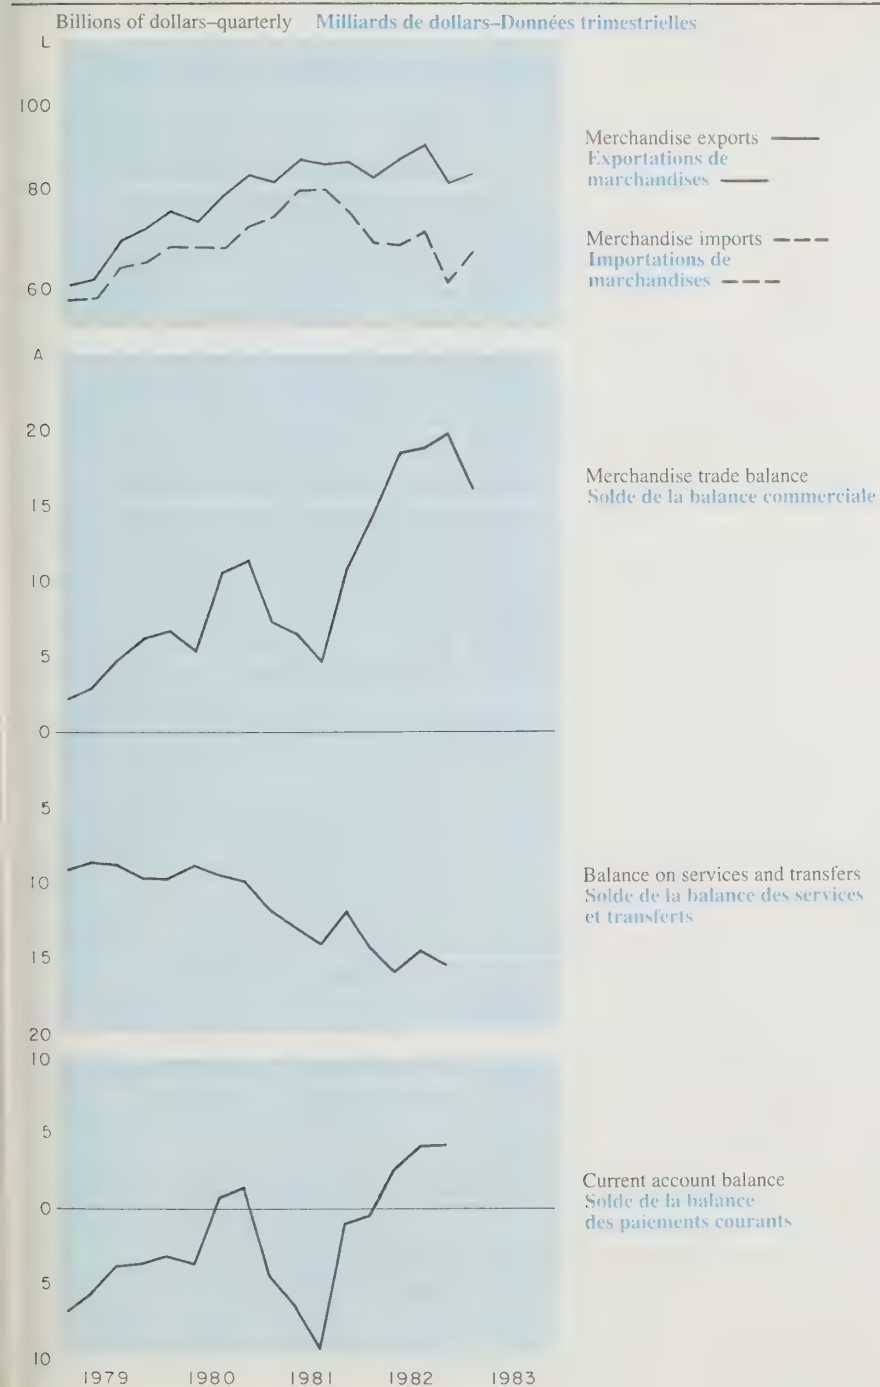 Billions of dollars–quarterly Milliards de dollars–Données trimestrielles
L
100
80
60
Merchandise exports
Exportations de
marchandises
Merchandise imports
Importations de
marchandises
A
20
15
10
5
0
5
10
15
20
Merchandise trade balance
Solde de la balance commerciale
Balance on services and transfers
Solde de la balance des services
et transferts
10
5
0
5
10
Current account balance
Solde de la balance
des paiements courants
1979 1980 1981 1982 1983